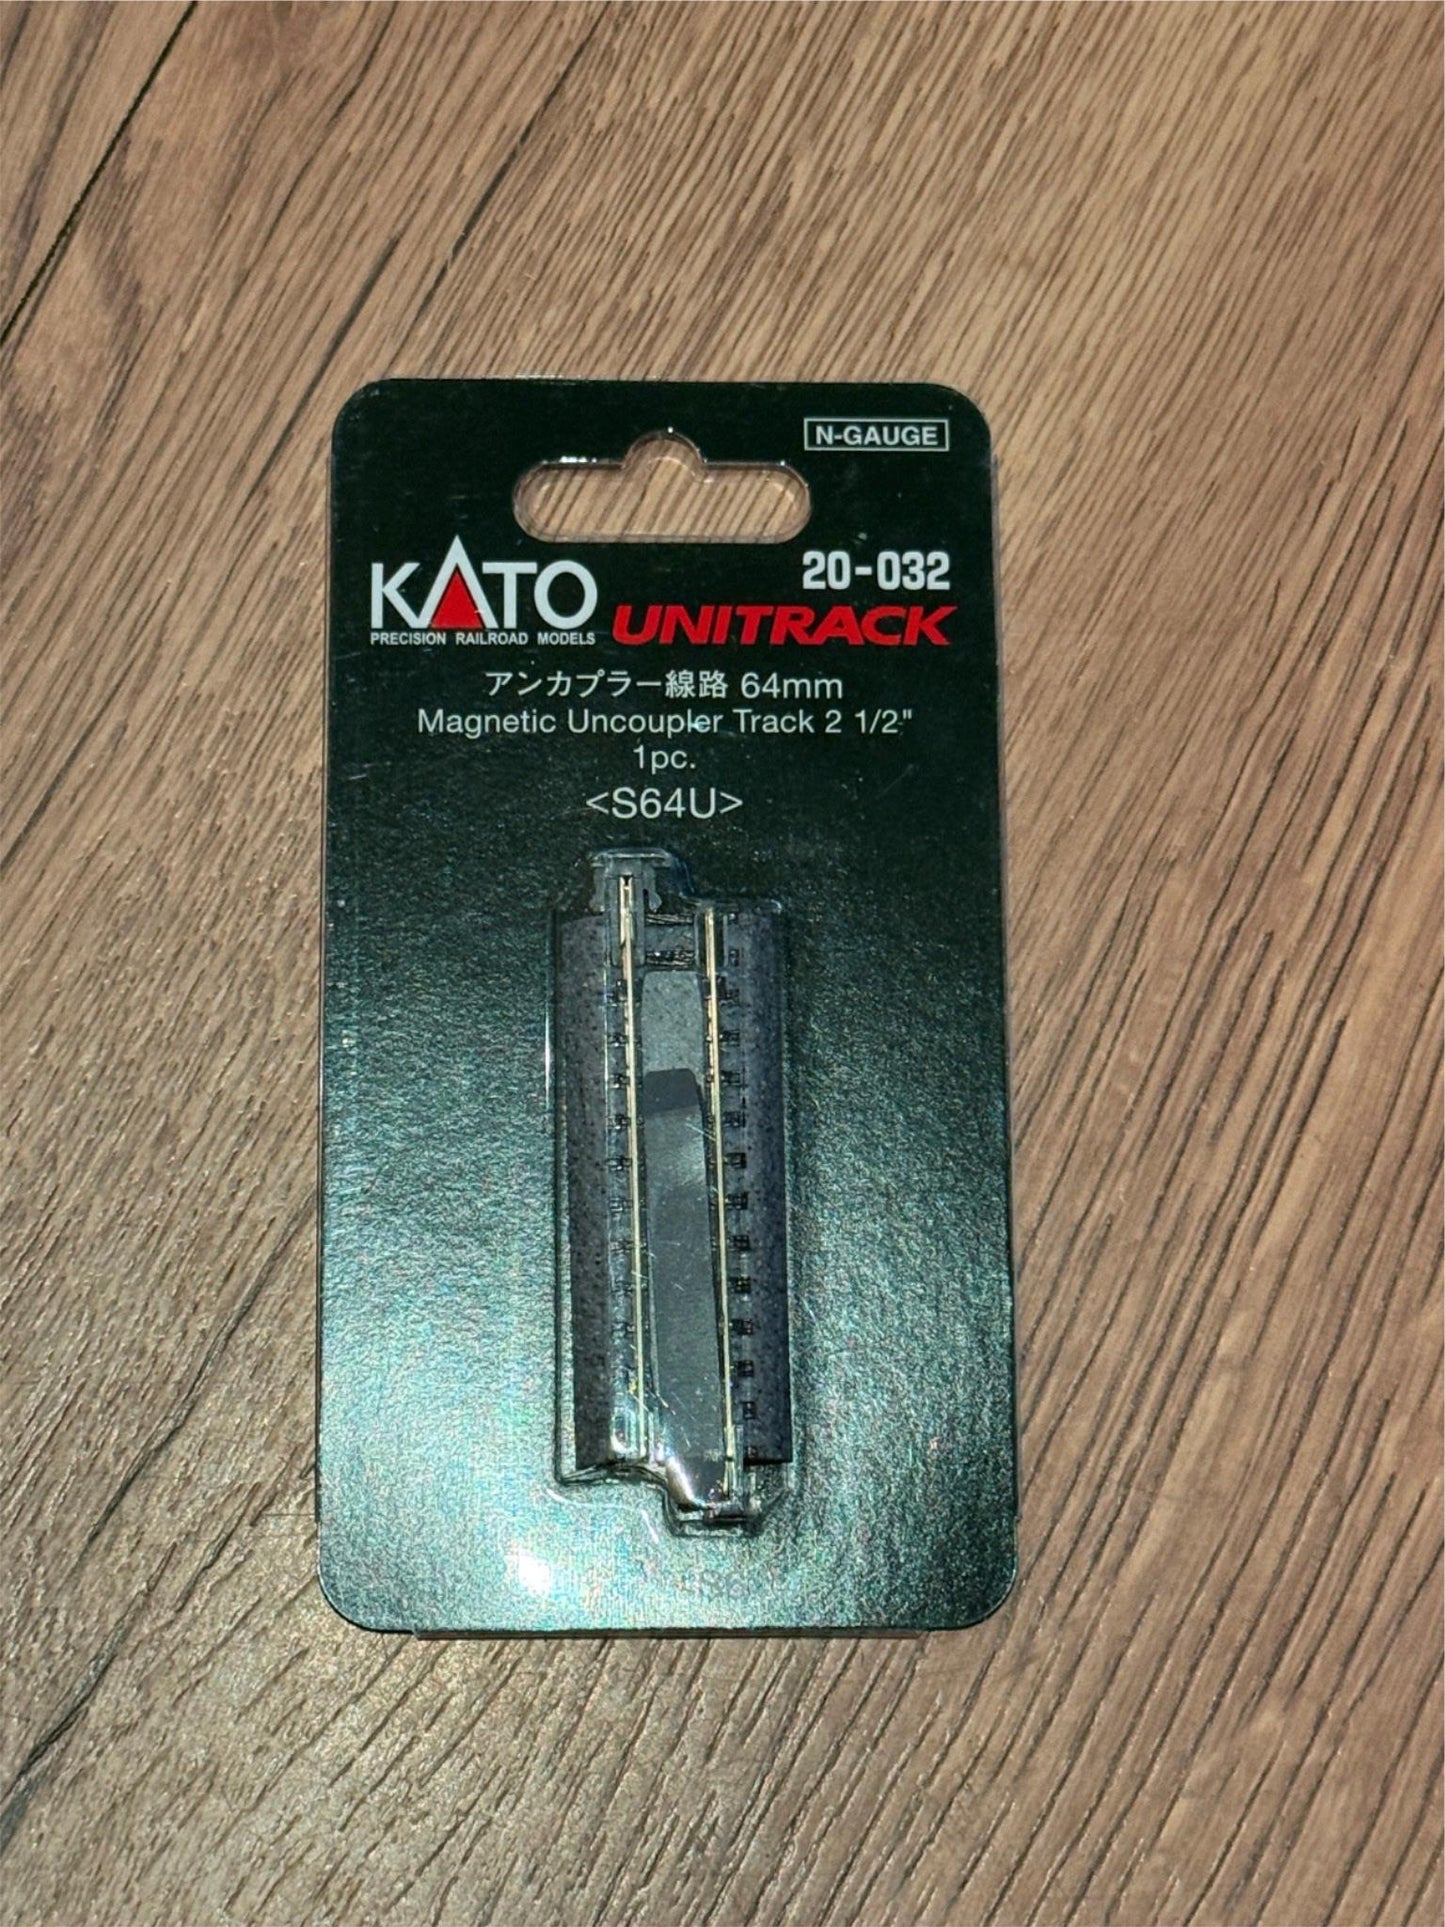 N-GAUGE
KATO
PRECISION RAILROAD MODELS
20-032
UNITRACK
アンカプラー線路 64mm
Magnetic Uncoupler Track 2 1/2"
1pc.
<S64U>